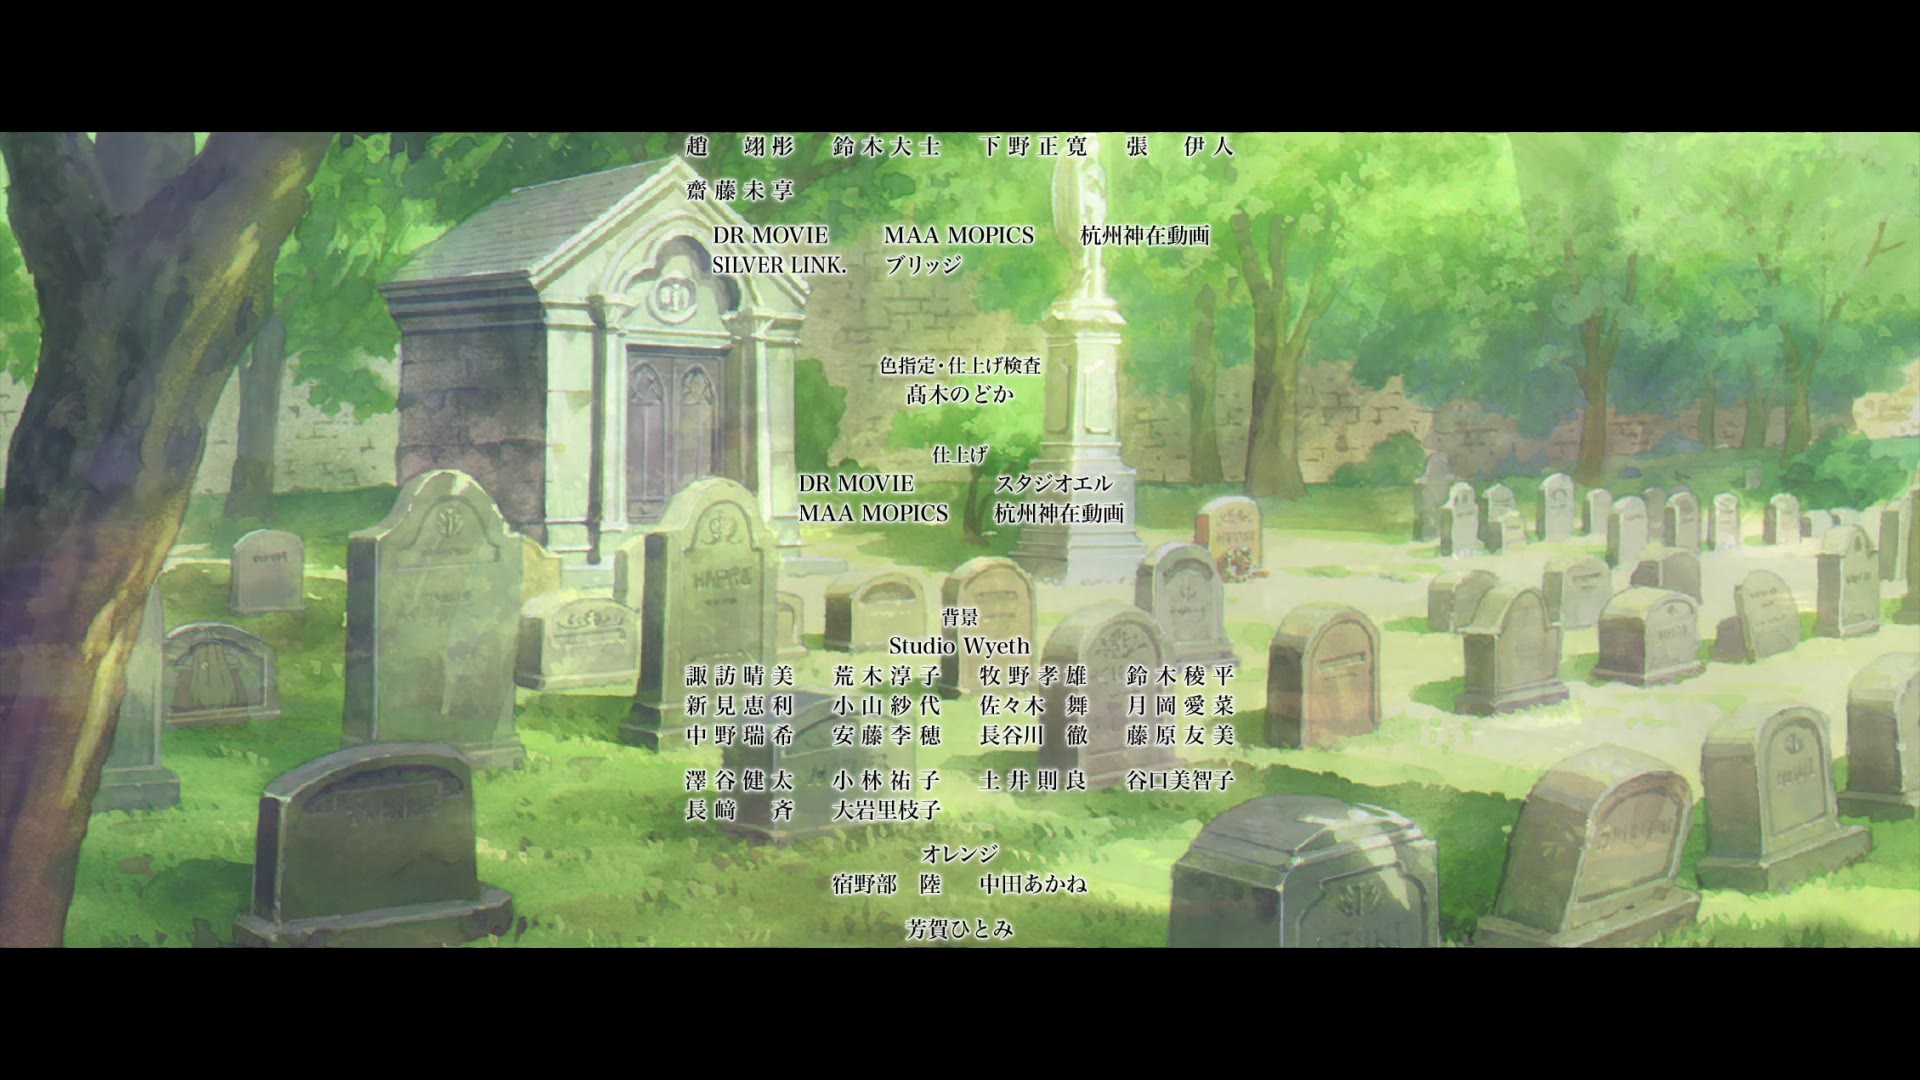 趙 翊彤 鈴木大士 下野正寛 張 伊人
齋藤未享
DR MOVIE MAA MOPICS 杭州神在動画
SILVER LINK. ブリッジ
色指定・仕上げ検査
髙木のどか
仕上げ
DR MOVIE スタジオエル
MAA MOPICS 杭州神在動画
背景
Studio Wyeth
諏訪晴美 荒木淳子 牧野孝雄 鈴木稜平
新見恵利 小山紗代 佐々木 舞 月岡愛菜
中野瑞希 安藤李穂 長谷川 徹 藤原友美
澤谷健太 小林祐子 土井則良 谷口美智子
長﨑 斉 大岩里枝子
オレンジ
宿野部 陸 中田あかね
芳賀ひとみ